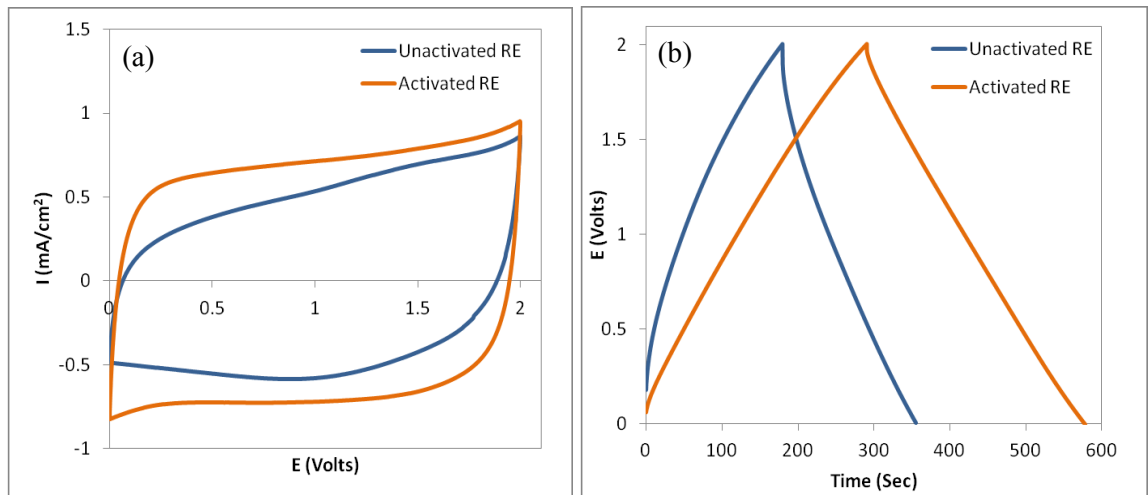 (a)
Unactivated RE
Activated RE
1
0.5
0
-0.5
-1
0 0.5 1 1.5 2
I (mA/cm²)
E (Volts)
(b)
Unactivated RE
Activated RE
2
1.5
1
0.5
0
0 100 200 300 400 500 600
E (Volts)
Time (Sec)